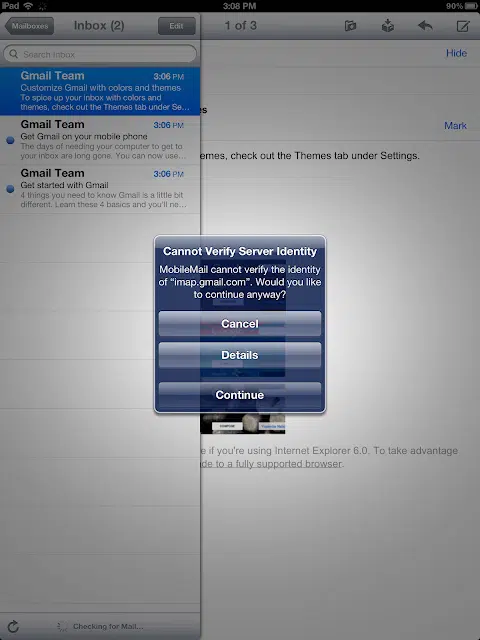 iPad
3:08 PM
90%
Mailboxes
Inbox (2)
Edit
1 of 3
Search Inbox
Hide
Gmail Team 3:06 PM
Customize Gmail with colors and themes
To spice up your inbox with colors and
themes, check out the Themes tab under Se...
es
Gmail Team 3:06 PM
Get Gmail on your mobile phone
The days of needing your computer to get to
your inbox are long gone. You can now use...
Mark
emes, check out the Themes tab under Settings.
Gmail Team 3:06 PM
Get started with Gmail
4 things you need to know Gmail is a little bit
different. Learn these 4 basics and you'll ne...
Cannot Verify Server Identity
MobileMail cannot verify the identity
of "imap.gmail.com". Would you like
to continue anyway?
Cancel
Details
Continue
e if you're using Internet Explorer 6.0. To take advantage
de to a fully supported browser.
Checking for Mail...